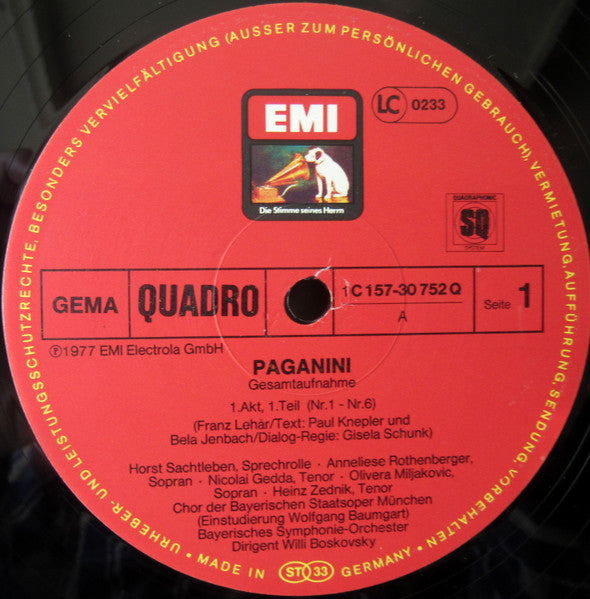 URHEBER- UND LEISTUNGSSCHUTZRECHTE, BESONDERS VERVIELFÄLTIGUNG (AUSSER ZUM PERSÖNLICHEN GEBRAUCH), VERMIETUNG, AUFFÜHRUNG, SENDUNG, VORBEHALTEN
EMI
Die Stimme seines Herrn
LC 0233
QUADRAPHONIC
SQ
SYSTEM
GEMA
QUADRO
1C 157-30 752 Q
A
Seite 1
℗1977 EMI Electrola GmbH
PAGANINI
Gesamtaufnahme
1.Akt, 1.Teil (Nr.1 - Nr.6)
(Franz Lehár/Text: Paul Knepler und
Bela Jenbach/Dialog-Regie: Gisela Schunk)
Horst Sachtleben, Sprechrolle · Anneliese Rothenberger,
Sopran · Nicolai Gedda, Tenor · Olivera Miljakovic,
Sopran · Heinz Zednik, Tenor
Chor der Bayerischen Staatsoper München
(Einstudierung Wolfgang Baumgart)
Bayerisches Symphonie-Orchester
Dirigent Willi Boskovsky
· MADE IN ST 33 GERMANY ·